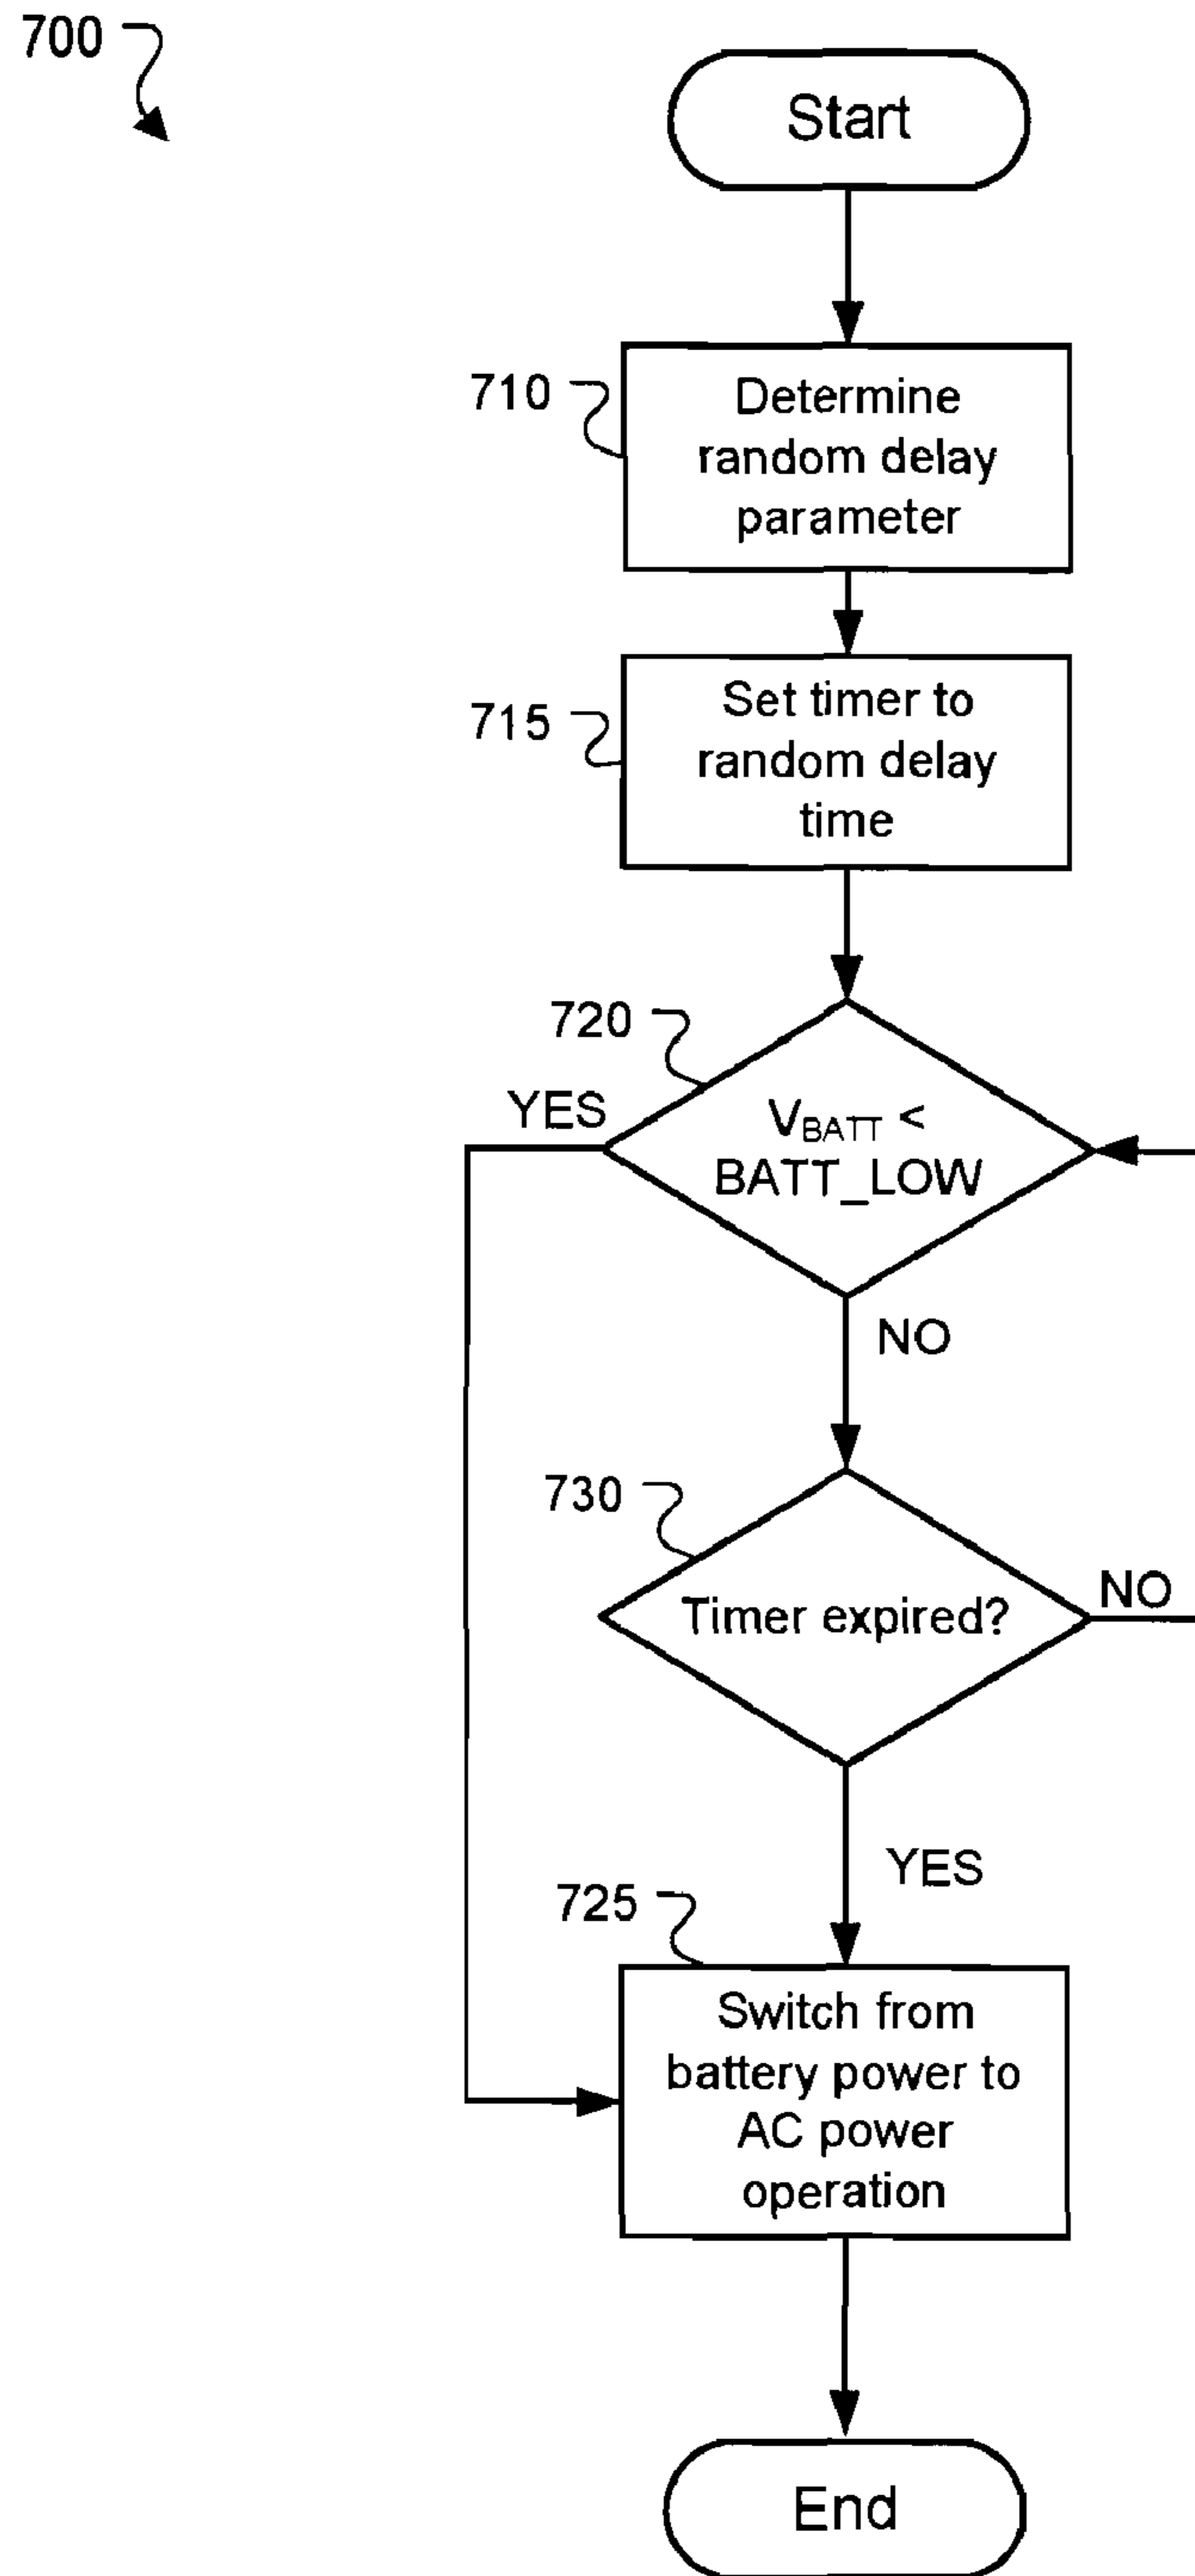 700
Start
710
Determine
random delay
parameter
715
Set timer to
random delay
time
720
YES
V_BATT <
BATT_LOW
NO
730
Timer expired?
NO
YES
725
Switch from
battery power to
AC power
operation
End